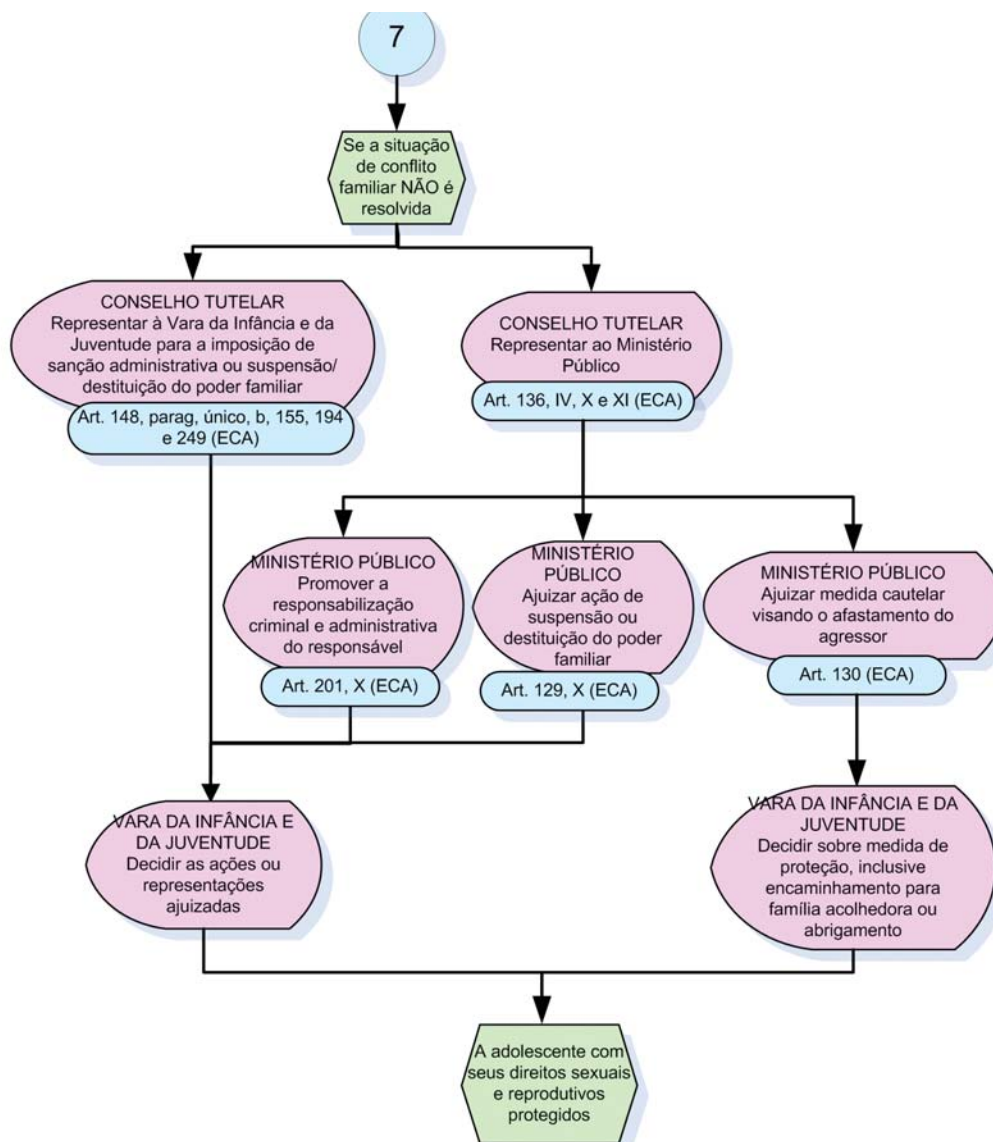 7
Se a situação
de conflito
familiar NÃO é
resolvida
CONSELHO TUTELAR
Representar à Vara da Infância e da
Juventude para a imposição de
sanção administrativa ou suspensão/
destituição do poder familiar
Art. 148, parag, único, b, 155, 194
e 249 (ECA)
CONSELHO TUTELAR
Representar ao Ministério
Público
Art. 136, IV, X e XI (ECA)
MINISTÉRIO PÚBLICO
Promover a
responsabilização
criminal e administrativa
do responsável
Art. 201, X (ECA)
MINISTÉRIO
PÚBLICO
Ajuizar ação de
suspensão ou
destituição do poder
familiar
Art. 129, X (ECA)
MINISTÉRIO PÚBLICO
Ajuizar medida cautelar
visando o afastamento do
agressor
Art. 130 (ECA)
VARA DA INFÂNCIA E
DA JUVENTUDE
Decidir as ações ou
representações
ajuizadas
VARA DA INFÂNCIA E DA
JUVENTUDE
Decidir sobre medida de
proteção, inclusive
encaminhamento para
família acolhedora ou
abrigamento
A adolescente com
seus direitos sexuais
e reprodutivos
protegidos